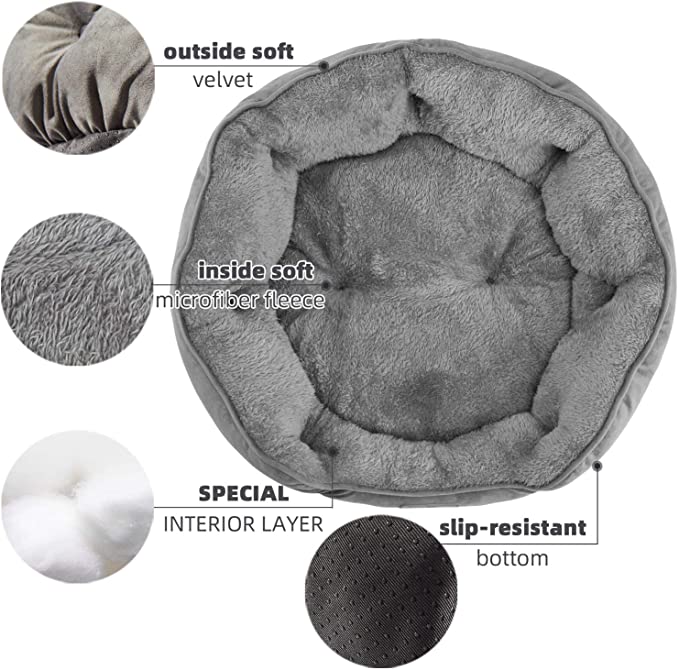 outside soft
velvet
inside soft
microfiber fleece
SPECIAL
INTERIOR LAYER
slip-resistant
bottom